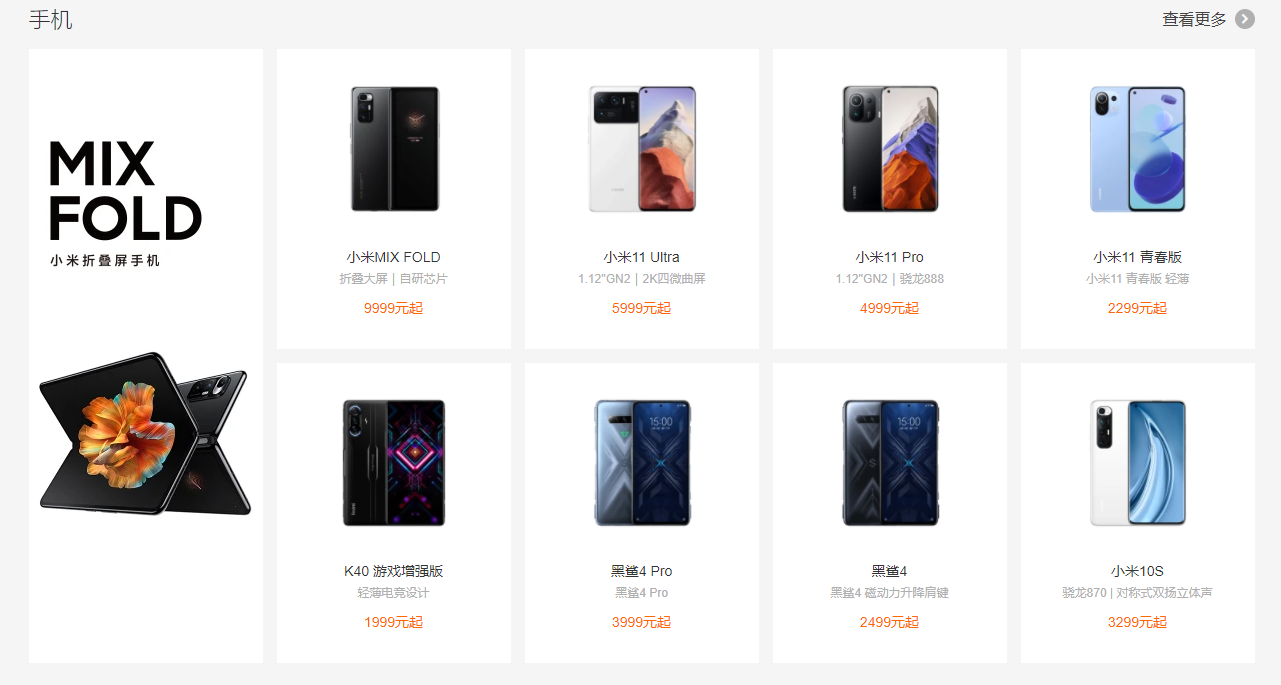 手机
查看更多
MIX
FOLD
小米折叠屏手机
小米MIX FOLD
折叠大屏｜自研芯片
9999元起
小米11 Ultra
1.12"GN2｜2K四微曲屏
5999元起
小米11 Pro
1.12"GN2｜骁龙888
4999元起
小米11 青春版
小米11 青春版 轻薄
2299元起
K40 游戏增强版
轻薄电竞设计
1999元起
15:00
黑鲨4 Pro
黑鲨4 Pro
3999元起
15:00
黑鲨4
黑鲨4 磁动力升降肩键
2499元起
小米10S
骁龙870 | 对称式双扬立体声
3299元起